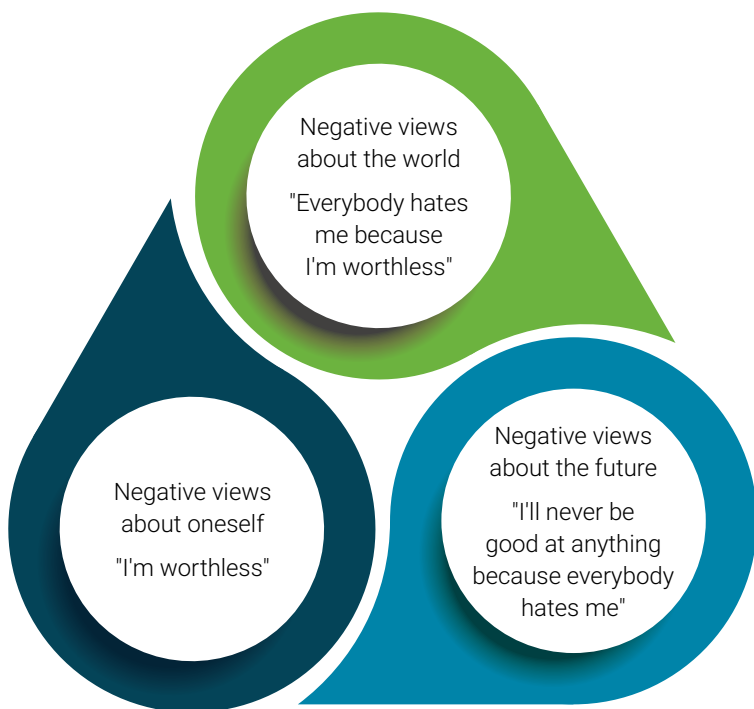 Negative views
about the world
"Everybody hates
me because
I'm worthless"
Negative views
about oneself
"I'm worthless"
Negative views
about the future
"I'll never be
good at anything
because everybody
hates me"